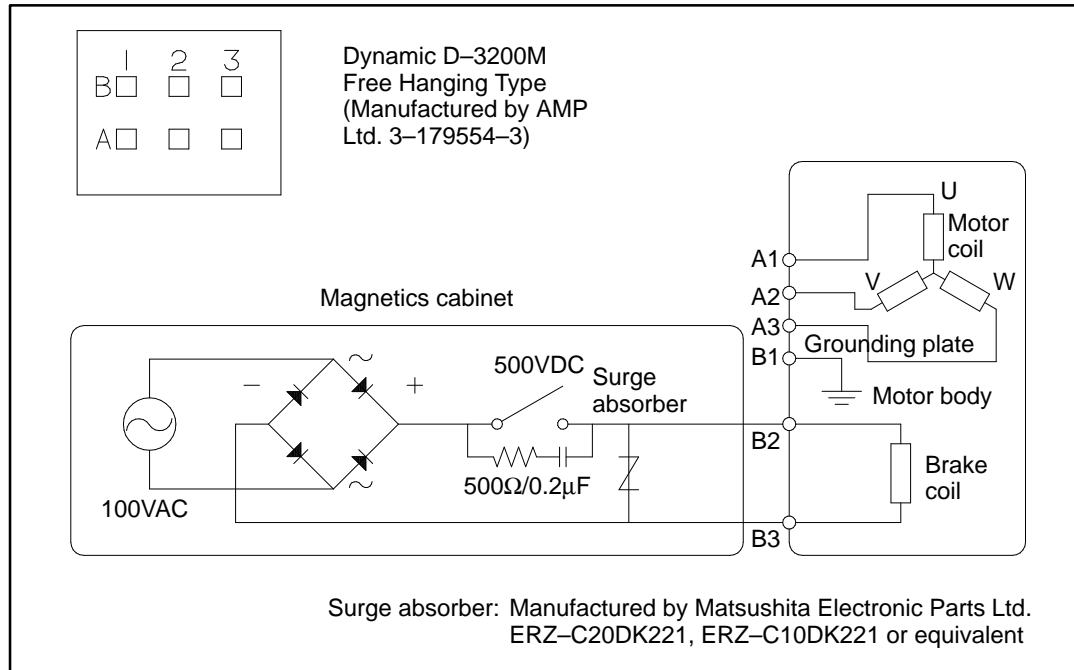 1 2 3
B
A
Dynamic D–3200M
Free Hanging Type
(Manufactured by AMP
Ltd. 3–179554–3)
U
Motor
coil
A1
V
W
A2
A3
Grounding plate
B1
Motor body
B2
Brake
coil
B3
Magnetics cabinet
500VDC
Surge
absorber
– +
500Ω/0.2μF
100VAC
Surge absorber: Manufactured by Matsushita Electronic Parts Ltd.
ERZ–C20DK221, ERZ–C10DK221 or equivalent